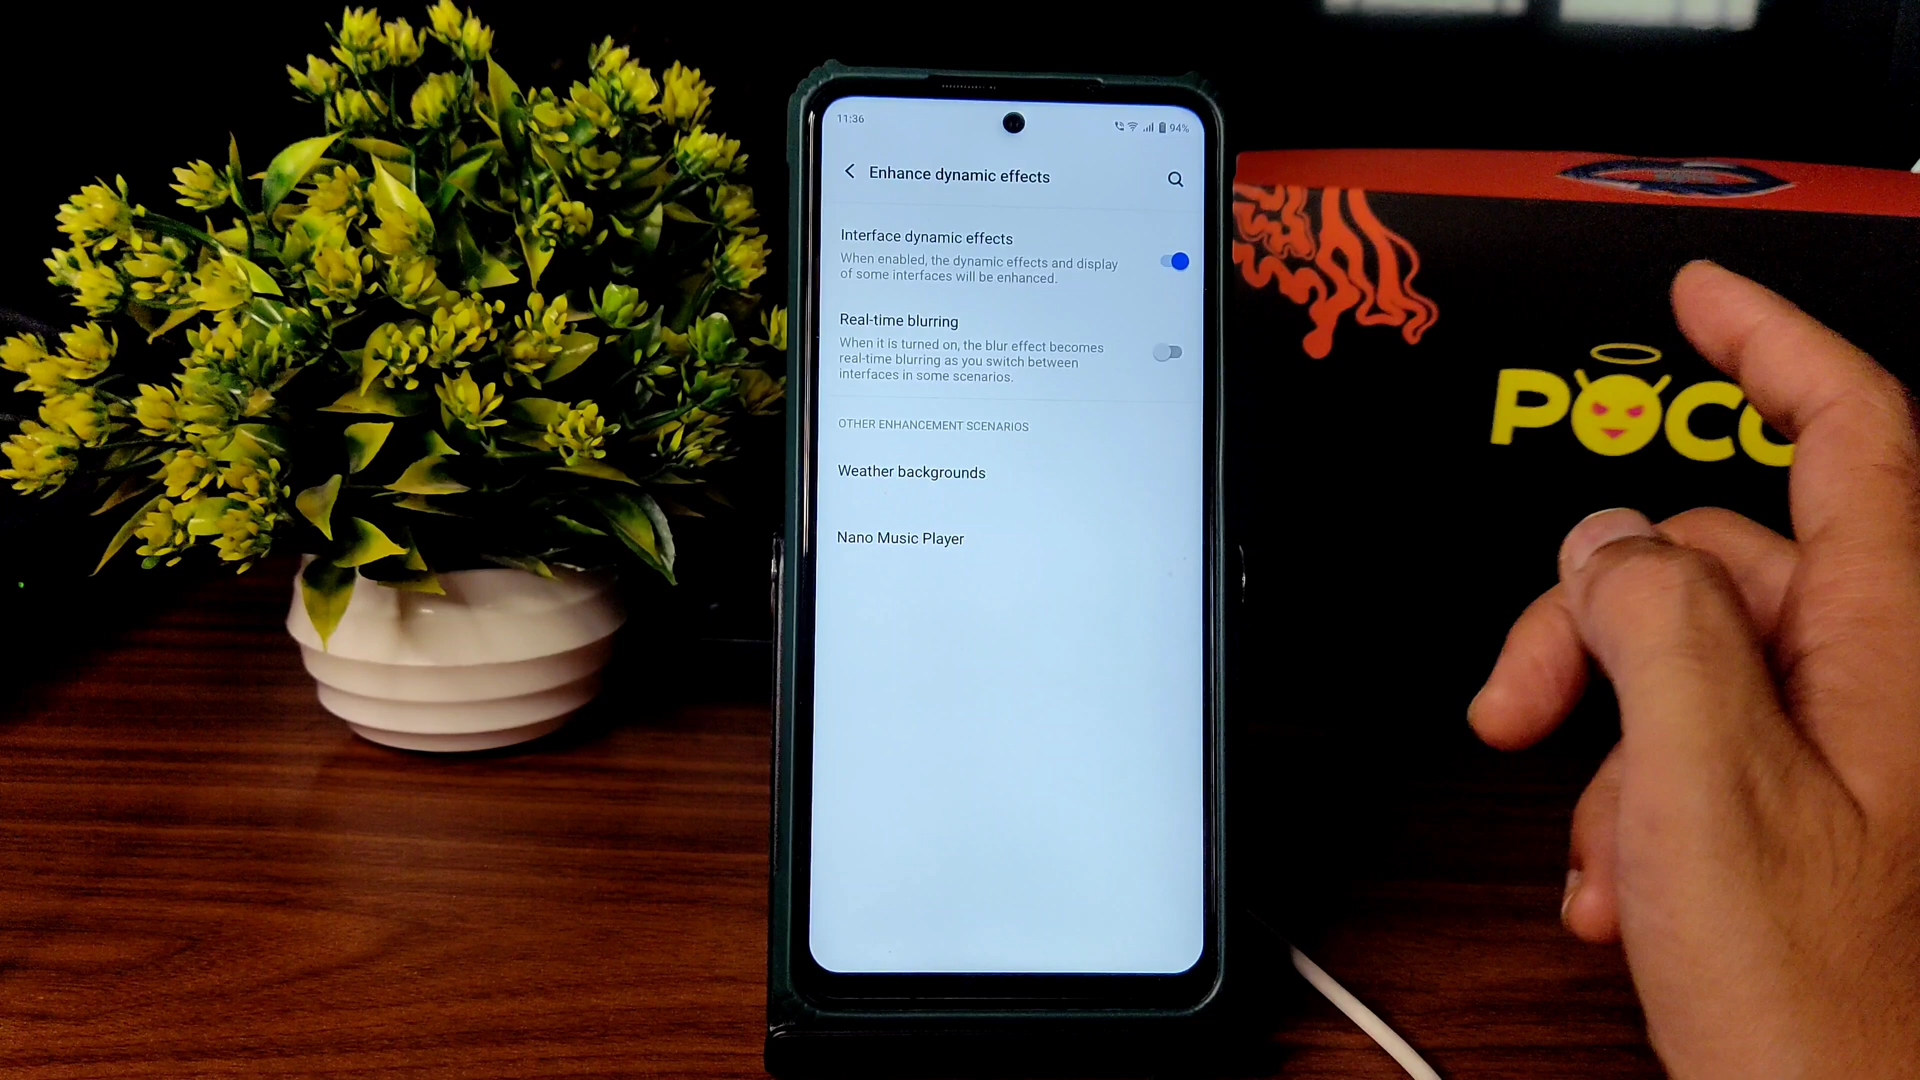 11:36
94%
Enhance dynamic effects
Interface dynamic effects
When enabled, the dynamic effects and display
of some interfaces will be enhanced.
Real-time blurring
When it is turned on, the blur effect becomes
real-time blurring as you switch between
interfaces in some scenarios.
OTHER ENHANCEMENT SCENARIOS
Weather backgrounds
Nano Music Player
POCO